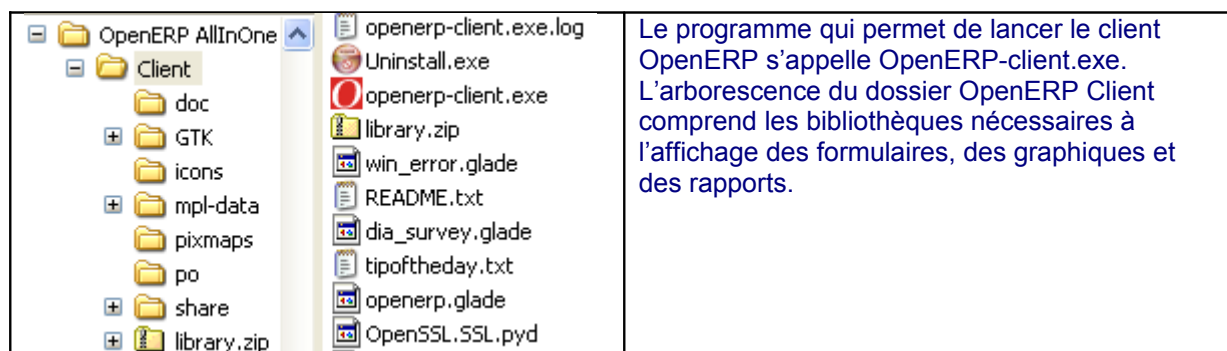 OpenERP AllInOne
Client
doc
GTK
icons
mpl-data
pixmaps
po
share
library.zip
openerp-client.exe.log
Uninstall.exe
openerp-client.exe
library.zip
win_error.glade
README.txt
dia_survey.glade
tipoftheday.txt
openerp.glade
OpenSSL.SSL.pyd
Le programme qui permet de lancer le client
OpenERP s’appelle OpenERP-client.exe.
L’arborescence du dossier OpenERP Client
comprend les bibliothèques nécessaires à
l’affichage des formulaires, des graphiques et
des rapports.